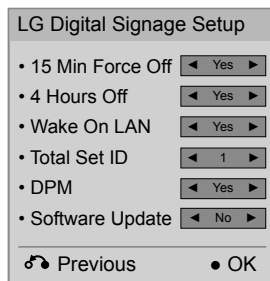 LG Digital Signage Setup
• 15 Min Force Off ◄ Yes ►
• 4 Hours Off ◄ Yes ►
• Wake On LAN ◄ Yes ►
• Total Set ID ◄ 1 ►
• DPM ◄ Yes ►
• Software Update ◄ No ►
Previous ● OK